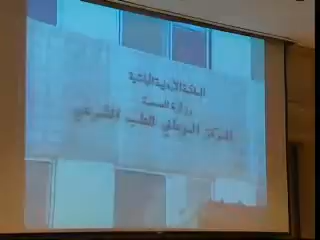 المملكة الأردنية الهاشمية
وزارة الصحة
المركز الوطني للطب الشرعي